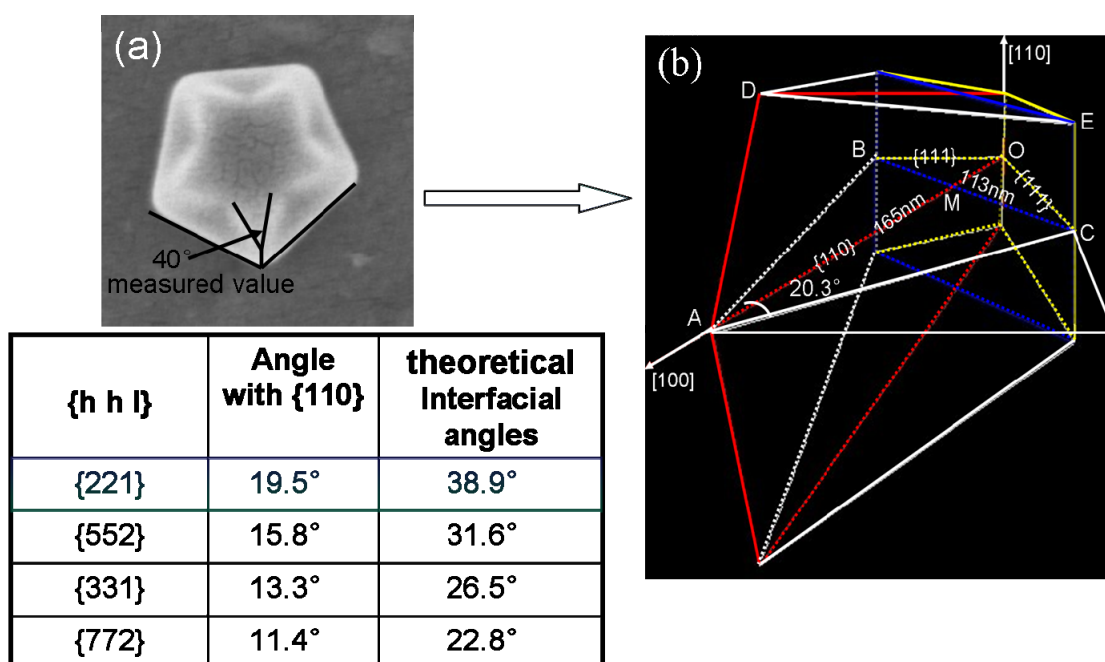 (a)
40°
measured value
(b)
[110]
D
E
B
{111}
O
{111}
113nm
M
165nm
{110}
C
20.3°
A
[100]
{h h l}
Angle
with {110}
theoretical
Interfacial
angles
{221} 19.5° 38.9°
{552} 15.8° 31.6°
{331} 13.3° 26.5°
{772} 11.4° 22.8°